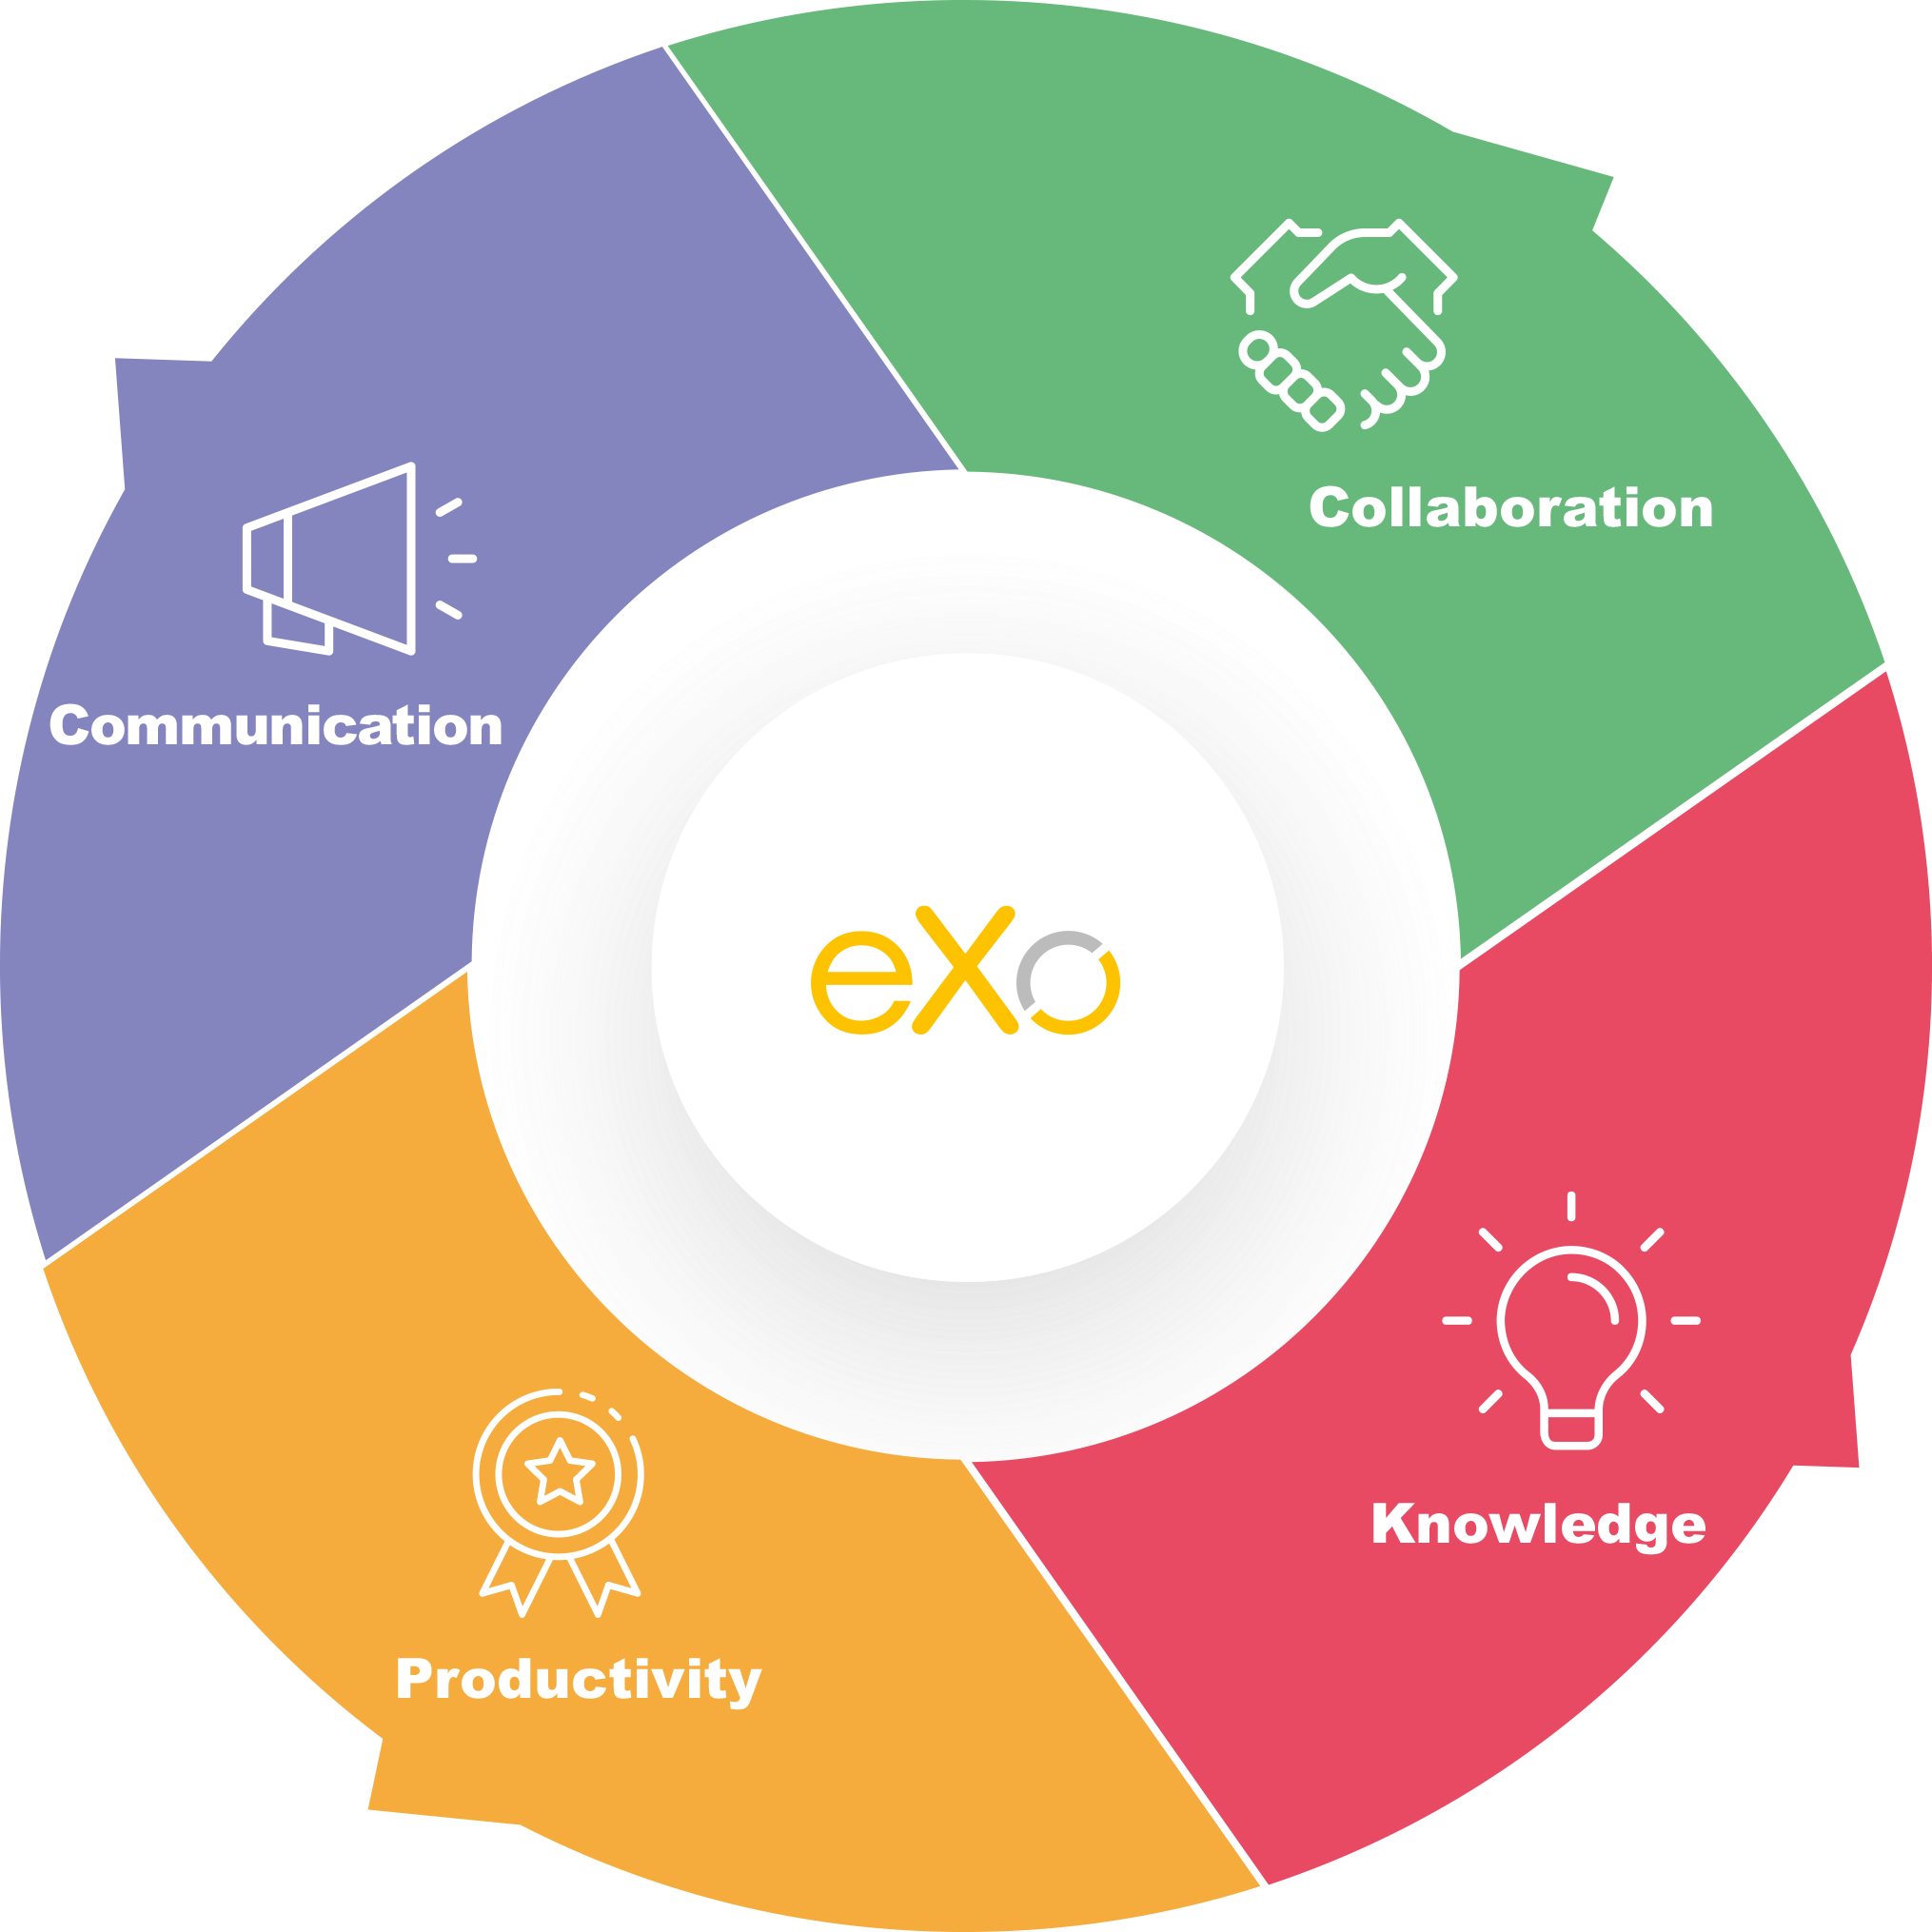 Collaboration
Communication
eXo
Knowledge
Productivity